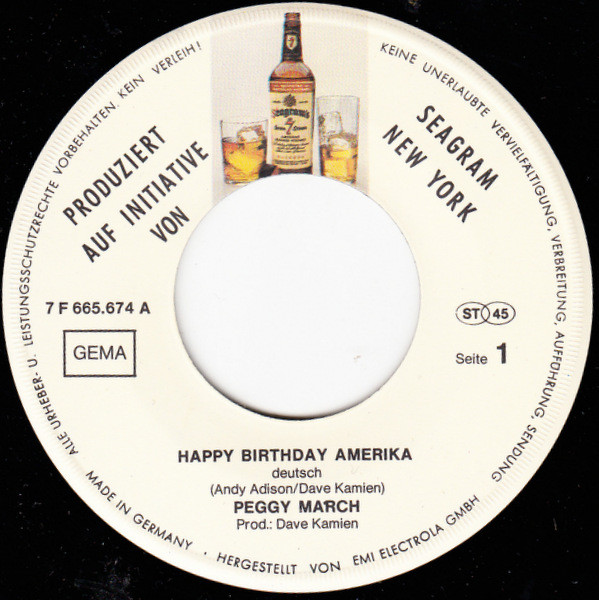 ALLE URHEBER- U. LEISTUNGSSCHUTZRECHTE VORBEHALTEN. KEIN VERLEIH!
KEINE UNERLAUBTE VERVIELFÄLTIGUNG, VERBREITUNG, AUFFÜHRUNG, SENDUNG
PRODUZIERT
AUF INITIATIVE
VON
Seagram's
7
SEAGRAM
NEW YORK
7 F 665.674 A
GEMA
ST 45
Seite 1
HAPPY BIRTHDAY AMERIKA
deutsch
(Andy Adison/Dave Kamien)
PEGGY MARCH
Prod.: Dave Kamien
MADE IN GERMANY · HERGESTELLT VON EMI ELECTROLA GMBH